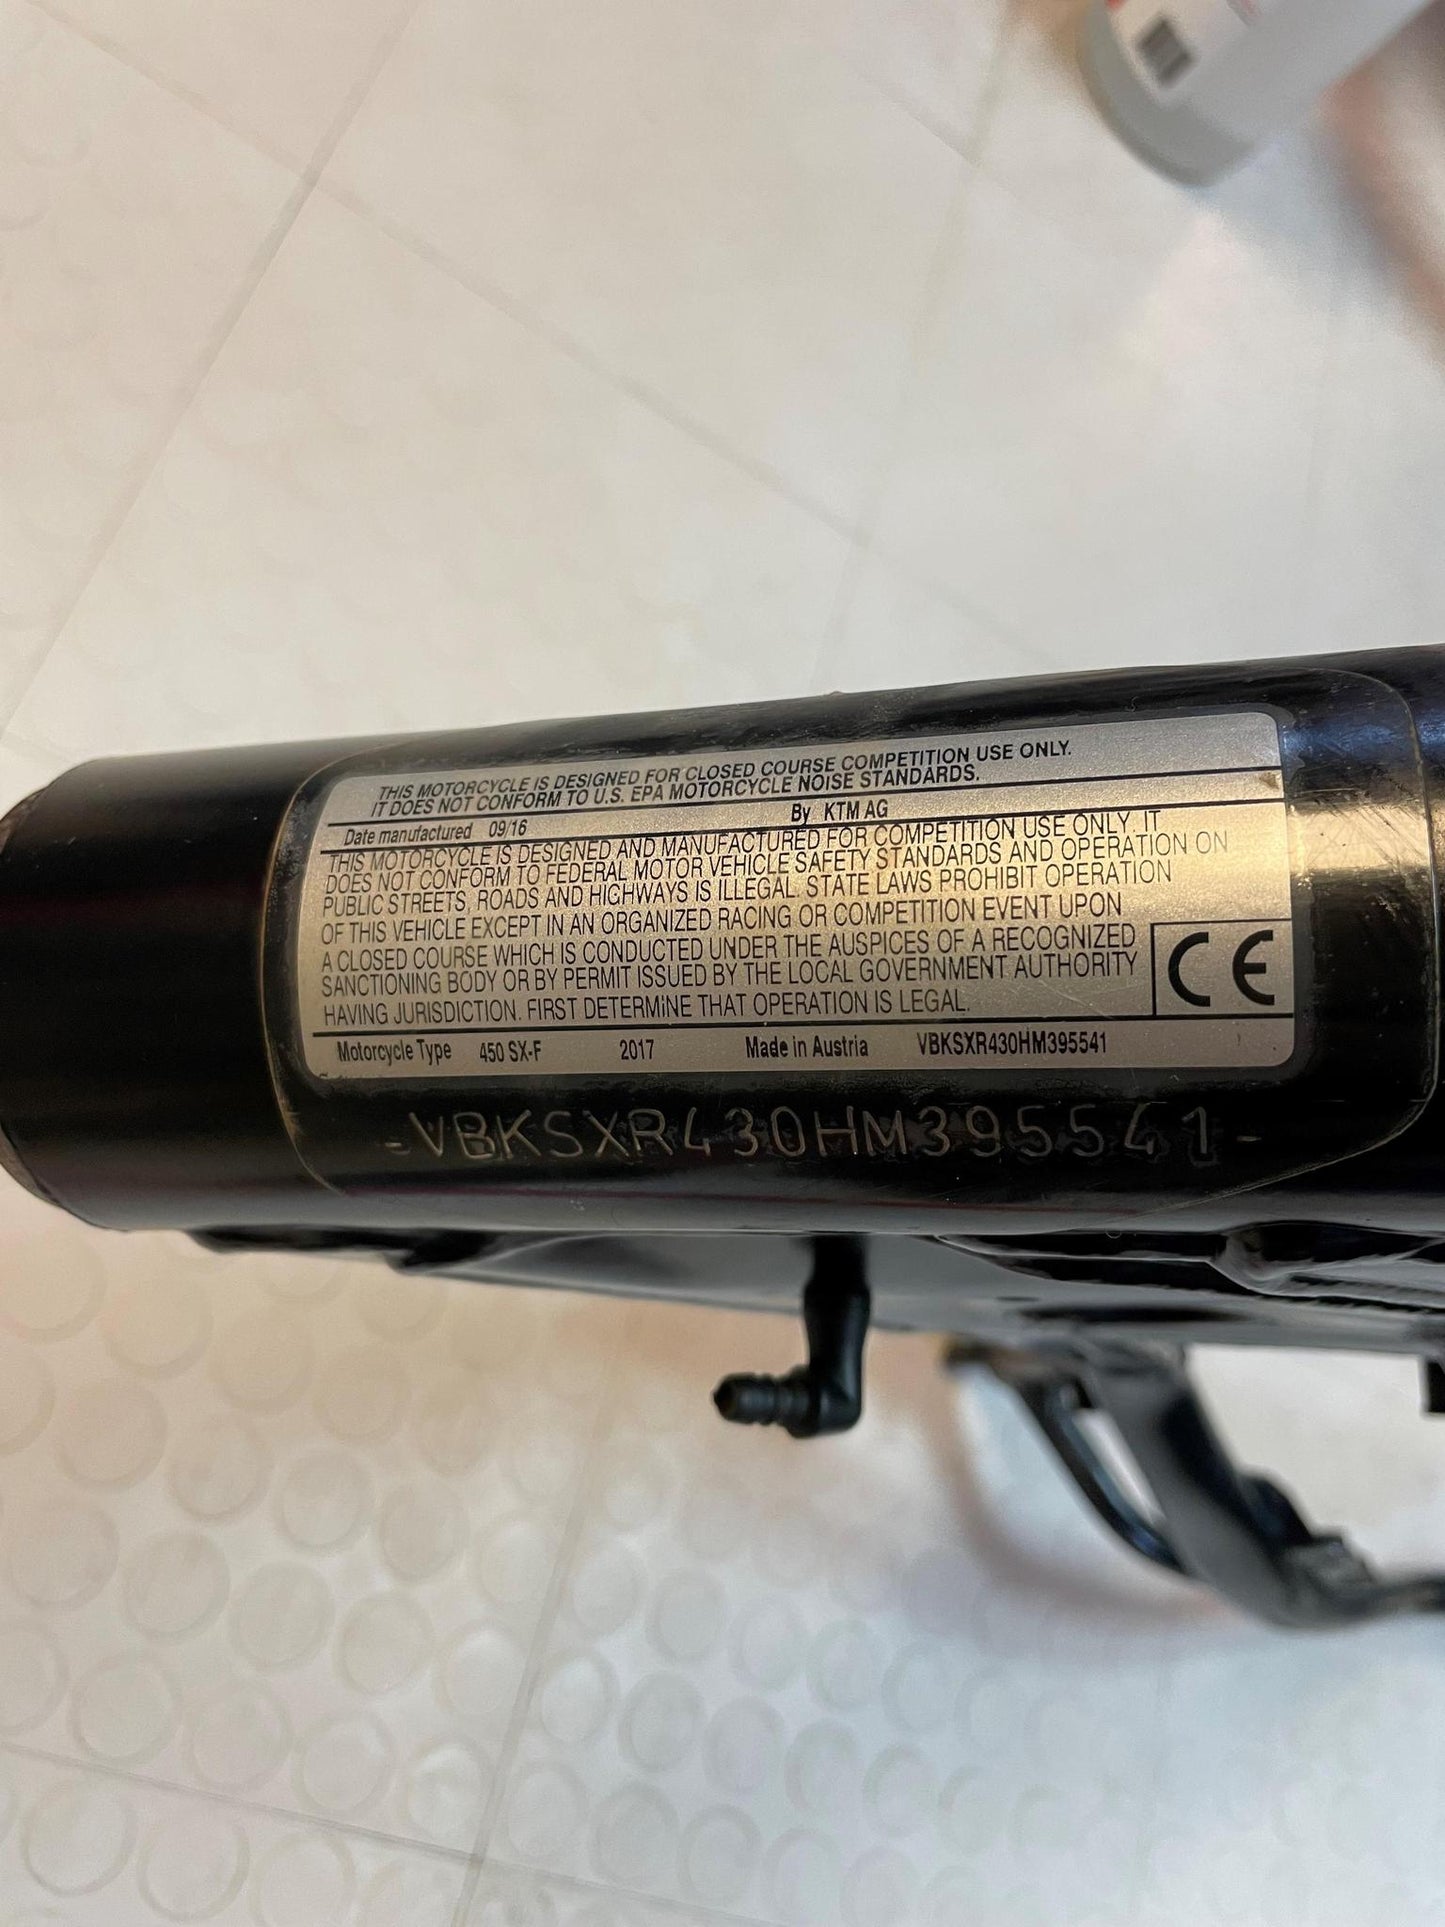 THIS MOTORCYCLE IS DESIGNED FOR CLOSED COURSE COMPETITION USE ONLY.
IT DOES NOT CONFORM TO U.S. EPA MOTORCYCLE NOISE STANDARDS.
Date manufactured 09/16 By KTM AG
THIS MOTORCYCLE IS DESIGNED AND MANUFACTURED FOR COMPETITION USE ONLY. IT
DOES NOT CONFORM TO FEDERAL MOTOR VEHICLE SAFETY STANDARDS AND OPERATION ON
PUBLIC STREETS, ROADS AND HIGHWAYS IS ILLEGAL. STATE LAWS PROHIBIT OPERATION
OF THIS VEHICLE EXCEPT IN AN ORGANIZED RACING OR COMPETITION EVENT UPON
A CLOSED COURSE WHICH IS CONDUCTED UNDER THE AUSPICES OF A RECOGNIZED
SANCTIONING BODY OR BY PERMIT ISSUED BY THE LOCAL GOVERNMENT AUTHORITY
HAVING JURISDICTION. FIRST DETERMINE THAT OPERATION IS LEGAL.
CE
Motorcycle Type 450 SX-F 2017 Made in Austria VBKSXR430HM395541
-VBKSXR430HM395541-